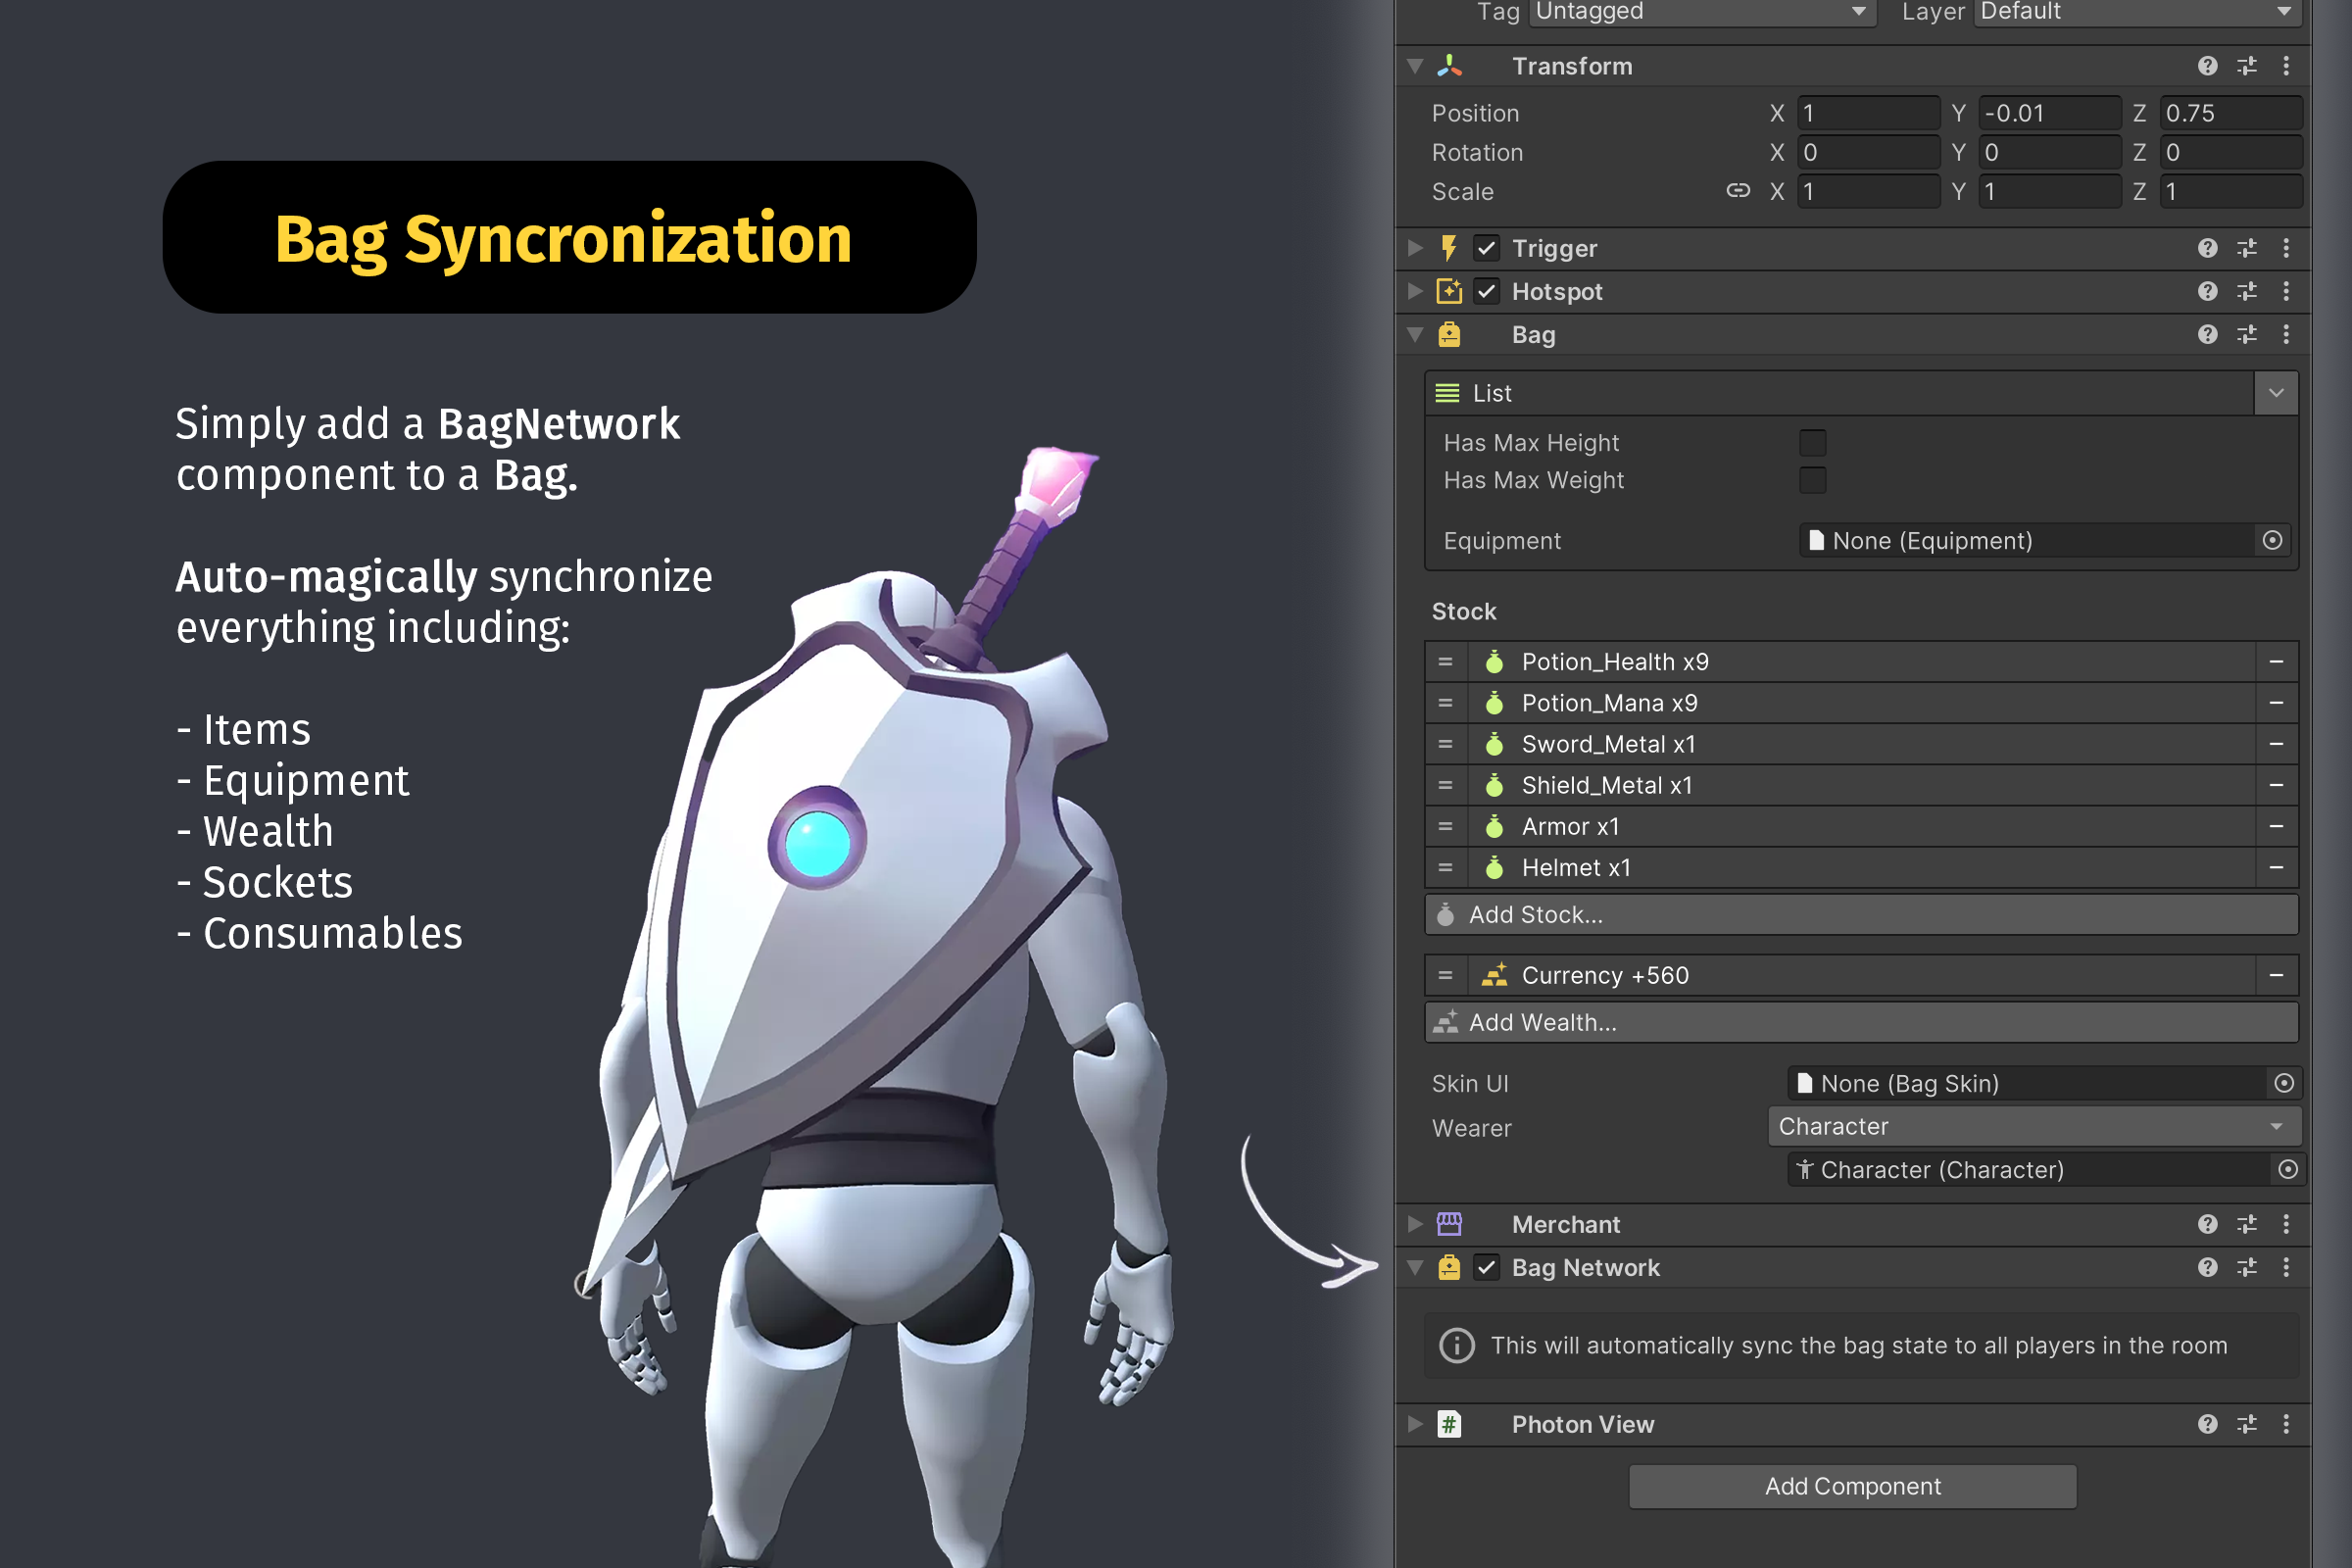 Bag Syncronization
Simply add a BagNetwork
component to a Bag.
Auto-magically synchronize
everything including:
- Items
- Equipment
- Wealth
- Sockets
- Consumables
Tag Untagged Layer Default
Transform
Position X 1 Y -0.01 Z 0.75
Rotation X 0 Y 0 Z 0
Scale X 1 Y 1 Z 1
Trigger
Hotspot
Bag
List
Has Max Height
Has Max Weight
Equipment None (Equipment)
Stock
= Potion_Health x9 −
= Potion_Mana x9 −
= Sword_Metal x1 −
= Shield_Metal x1 −
= Armor x1 −
= Helmet x1 −
Add Stock...
= Currency +560 −
Add Wealth...
Skin UI None (Bag Skin)
Wearer Character
Character (Character)
Merchant
Bag Network
This will automatically sync the bag state to all players in the room
# Photon View
Add Component